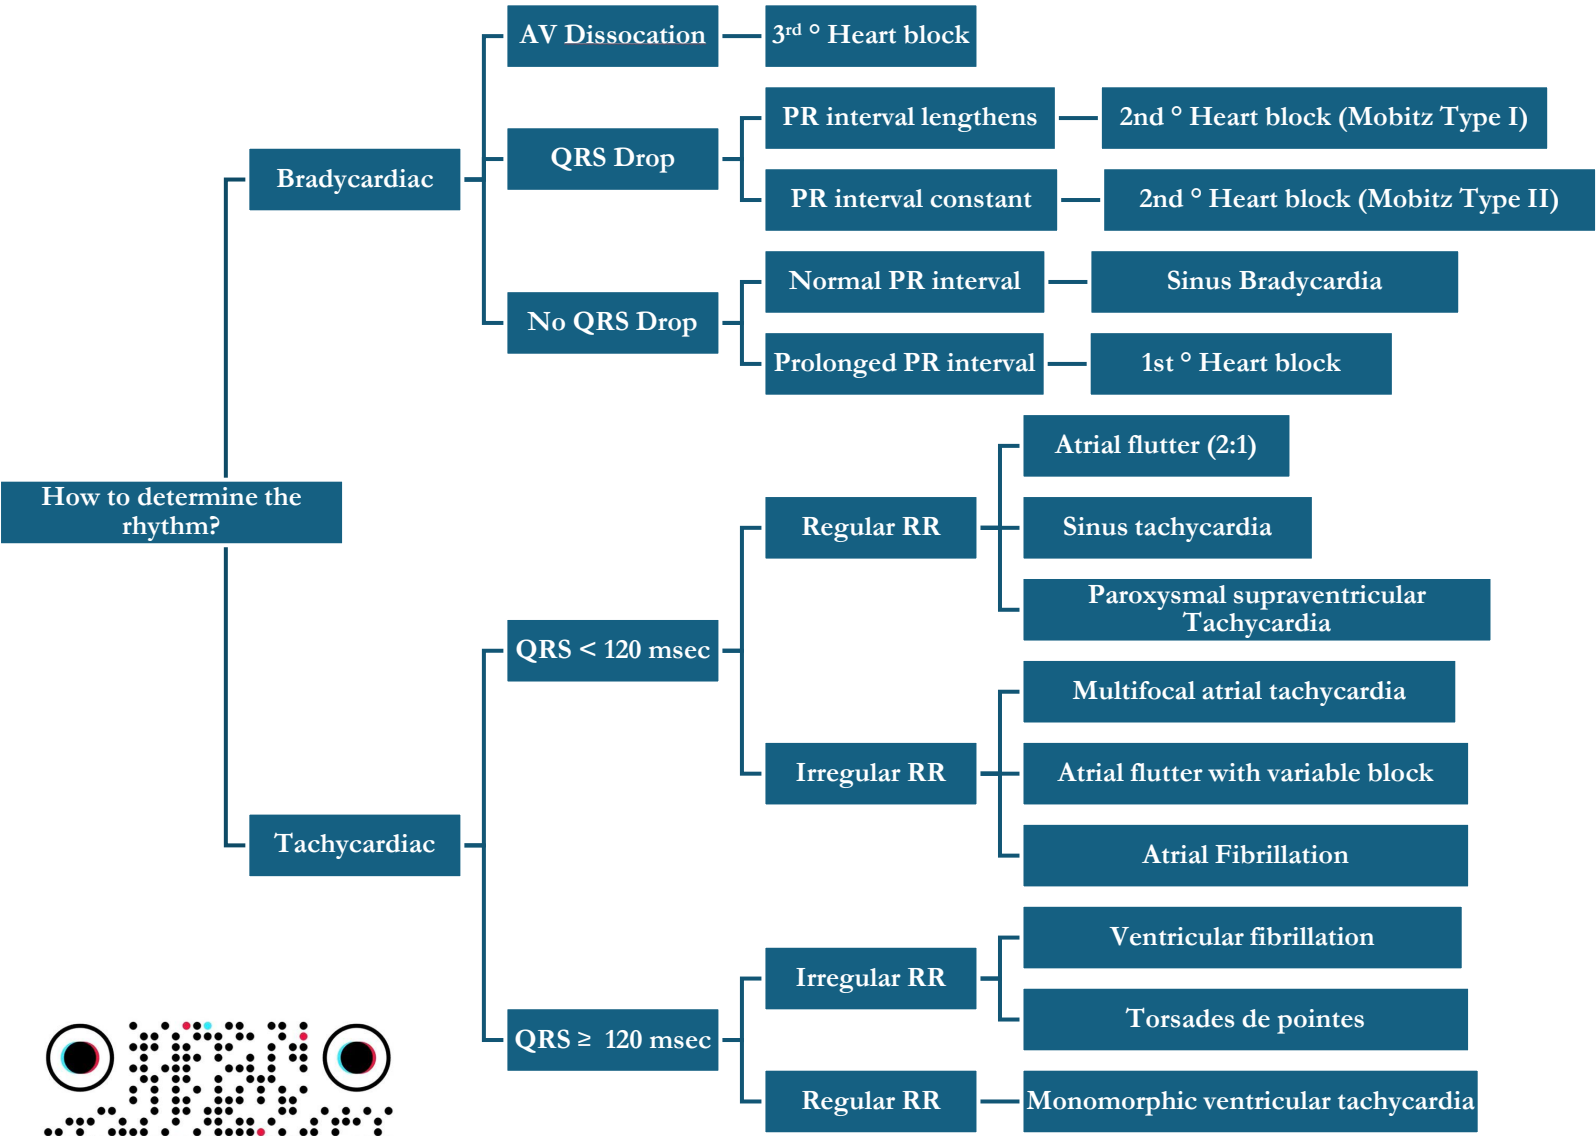 AV Dissocation
3rd ° Heart block
PR interval lengthens
2nd ° Heart block (Mobitz Type I)
QRS Drop
Bradycardiac
PR interval constant
2nd ° Heart block (Mobitz Type II)
Normal PR interval
Sinus Bradycardia
No QRS Drop
Prolonged PR interval
1st ° Heart block
How to determine the
rhythm?
Atrial flutter (2:1)
Regular RR
Sinus tachycardia
Paroxysmal supraventricular
Tachycardia
QRS < 120 msec
Multifocal atrial tachycardia
Irregular RR
Atrial flutter with variable block
Atrial Fibrillation
Tachycardiac
Ventricular fibrillation
Irregular RR
Torsades de pointes
QRS ≥ 120 msec
Regular RR
Monomorphic ventricular tachycardia